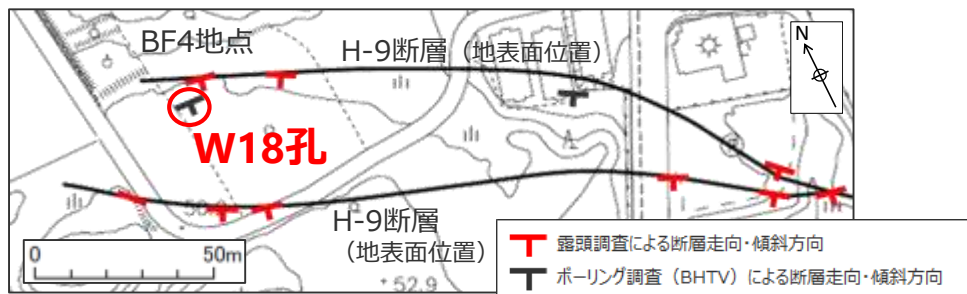 BF4地点
H-9断層（地表面位置）
N
W18孔
H-9断層
（地表面位置）
0
50m
52.9
露頭調査による断層走向・傾斜方向
ボーリング調査（BHTV）による断層走向・傾斜方向